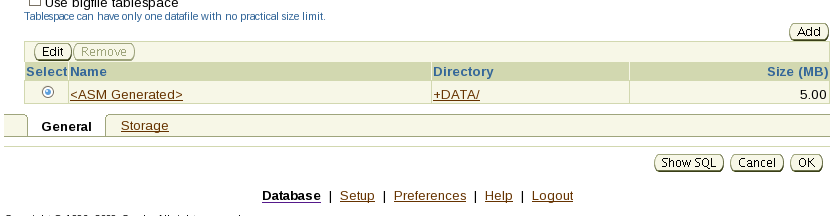 Use bigfile tablespace
Tablespace can have only one datafile with no practical size limit.
Add
Edit Remove
Select Name Directory Size (MB)
<ASM Generated> +DATA/ 5.00
General Storage
Show SQL Cancel OK
Database | Setup | Preferences | Help | Logout